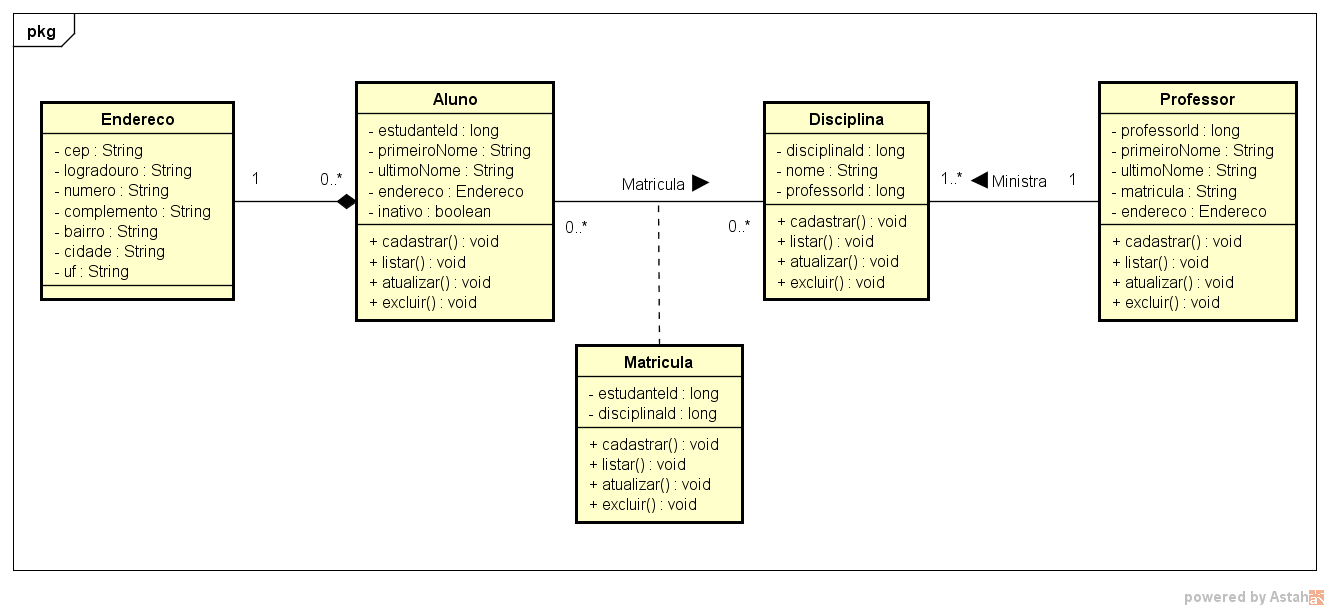 pkg
Endereco
- cep : String
- logradouro : String
- numero : String
- complemento : String
- bairro : String
- cidade : String
- uf : String
1
0..*
Aluno
- estudanteId : long
- primeiroNome : String
- ultimoNome : String
- endereco : Endereco
- inativo : boolean
+ cadastrar() : void
+ listar() : void
+ atualizar() : void
+ excluir() : void
Matricula
0..*
0..*
Disciplina
- disciplinaId : long
- nome : String
- professorId : long
+ cadastrar() : void
+ listar() : void
+ atualizar() : void
+ excluir() : void
1..*
Ministra
1
Professor
- professorId : long
- primeiroNome : String
- ultimoNome : String
- matricula : String
- endereco : Endereco
+ cadastrar() : void
+ listar() : void
+ atualizar() : void
+ excluir() : void
Matricula
- estudanteId : long
- disciplinaId : long
+ cadastrar() : void
+ listar() : void
+ atualizar() : void
+ excluir() : void
powered by Astah